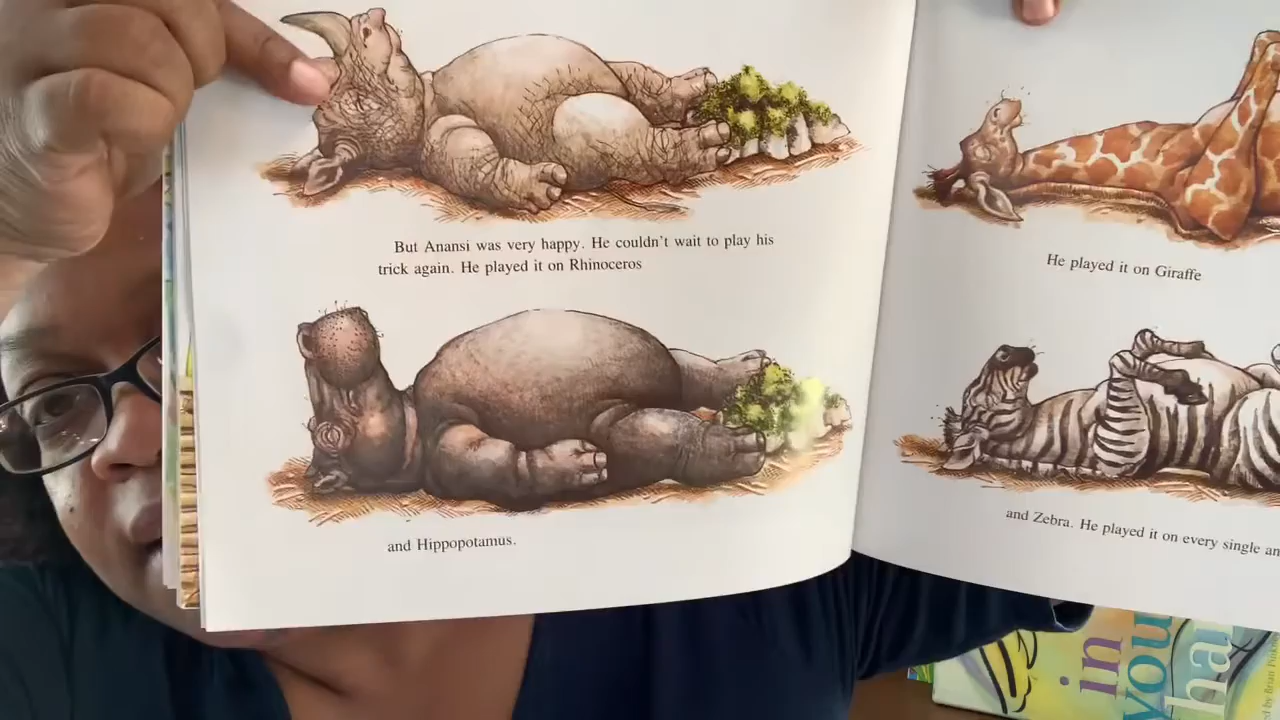 But Anansi was very happy. He couldn't wait to play his
trick again. He played it on Rhinoceros
and Hippopotamus.
He played it on Giraffe
and Zebra. He played it on every single
in
you